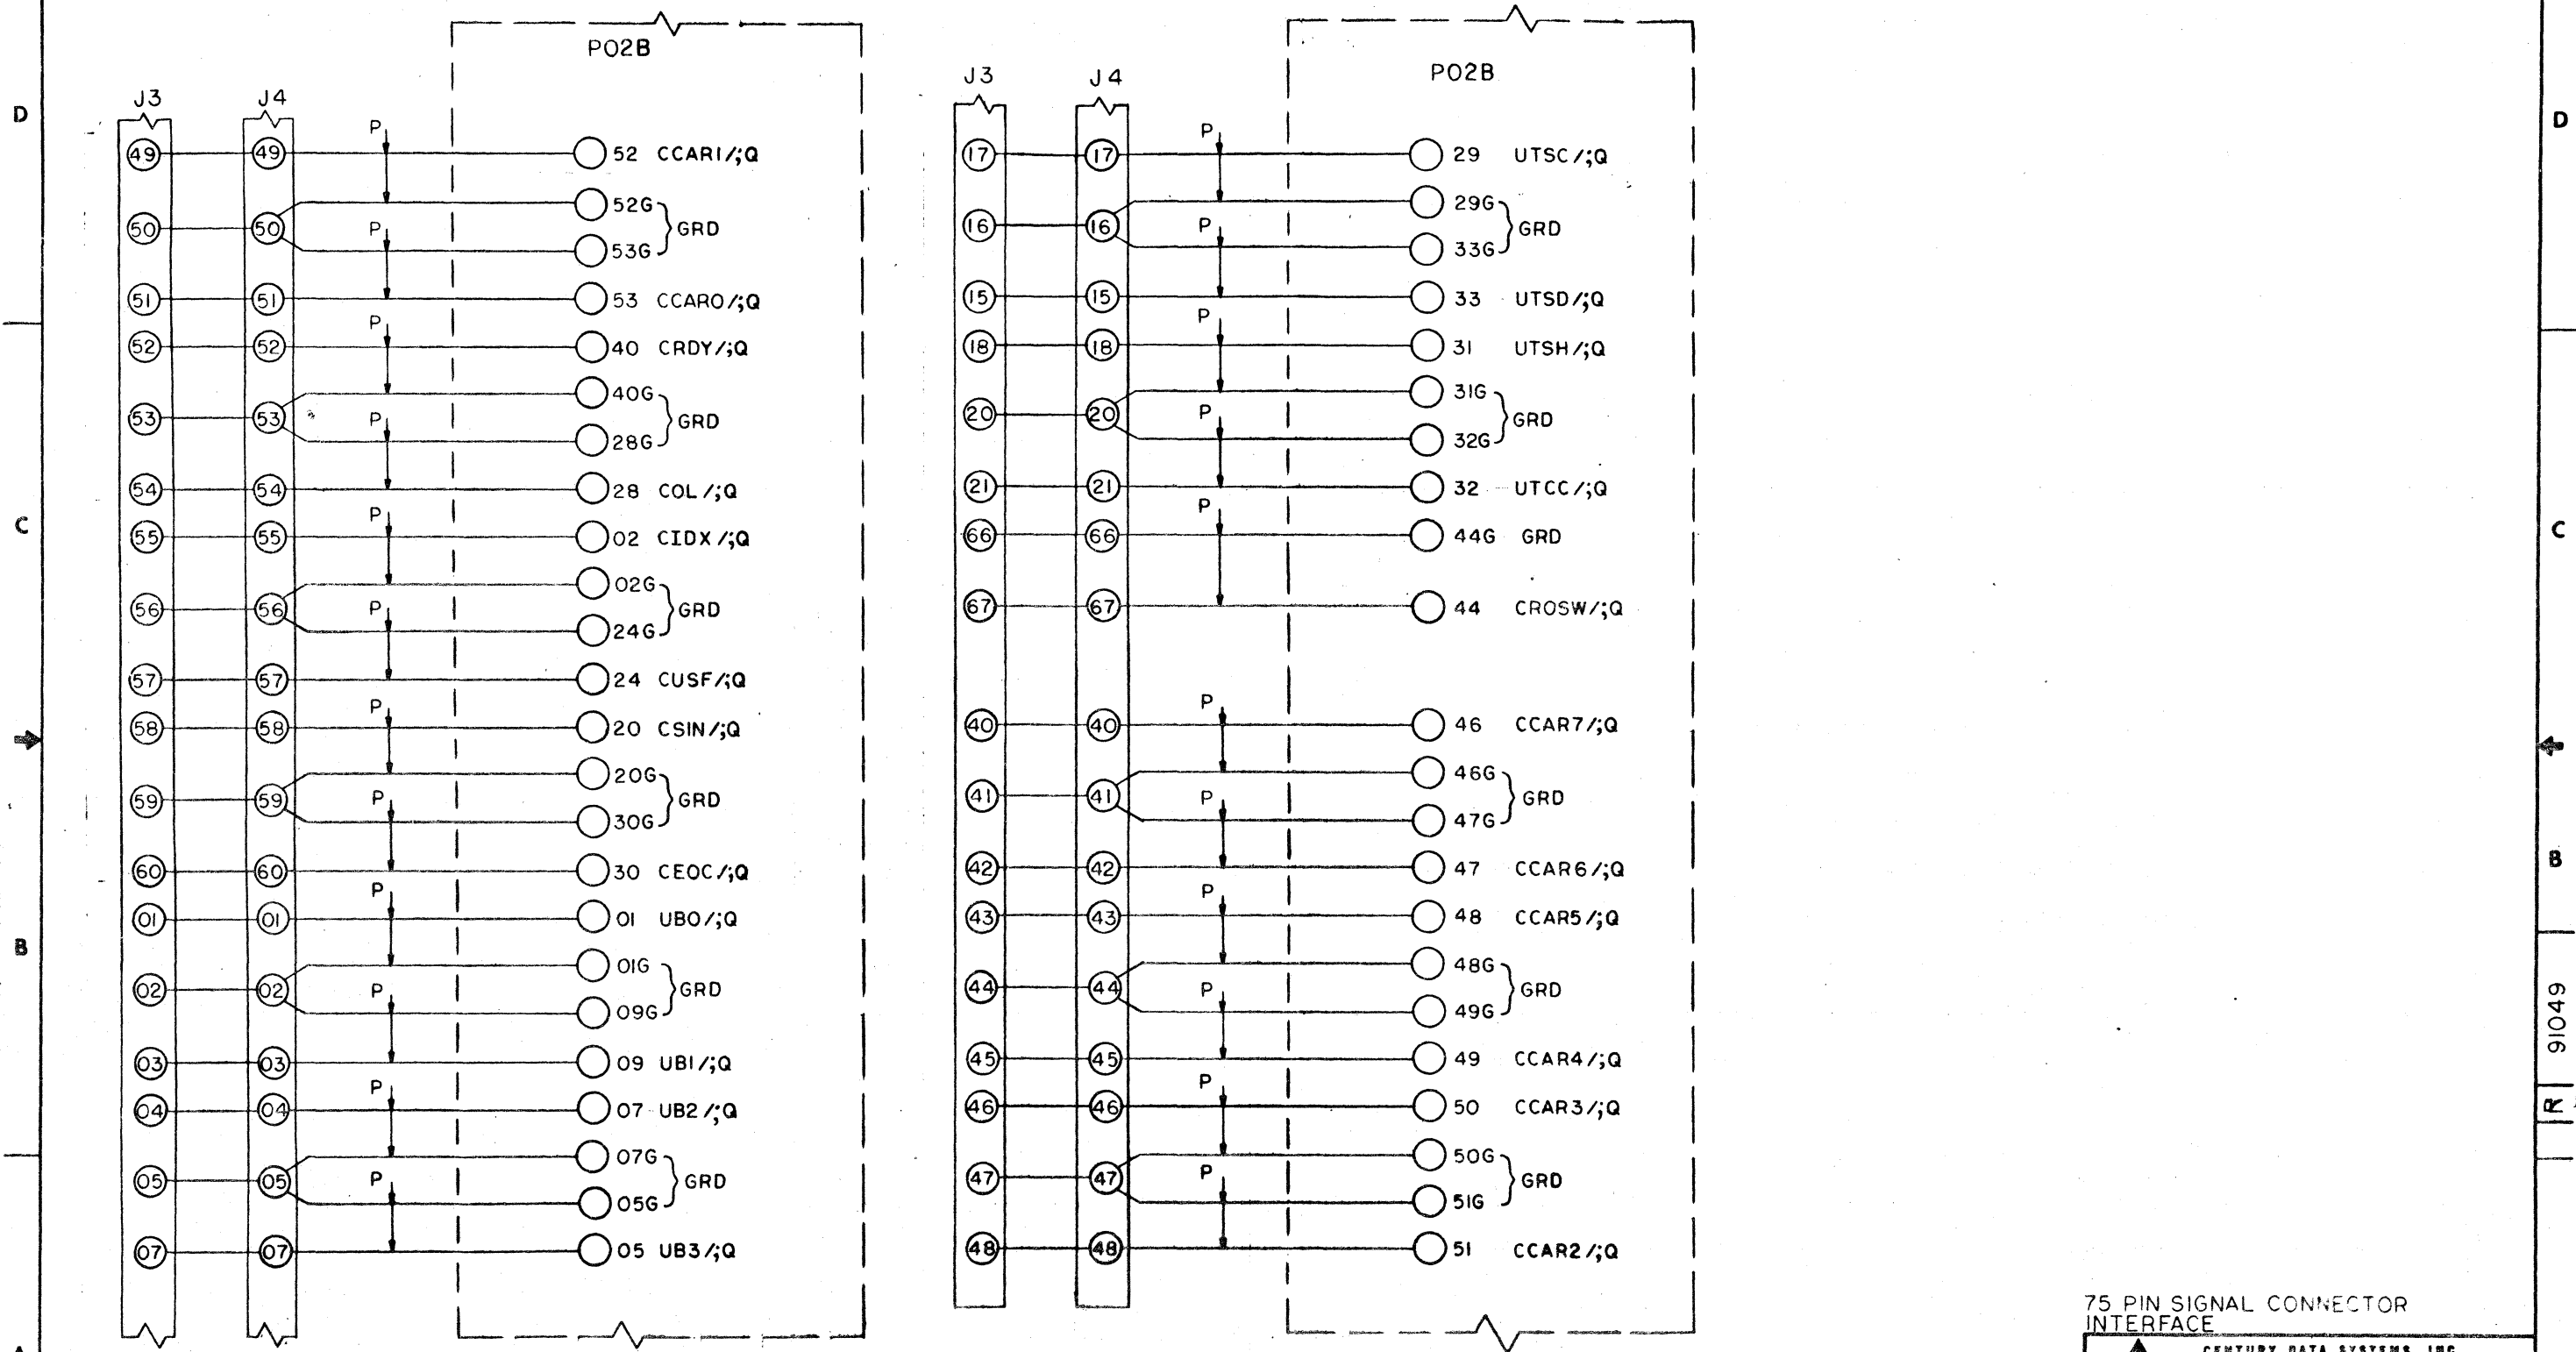 P02B
J3 J4
P
49 49 52 CCAR1/;Q
52G
50 50 GRD
P
53G
51 51 53 CCAR0/;Q
P
52 52 40 CRDY/;Q
40G
53 53 GRD
P
28G
54 54 28 COL/;Q
P
55 55 02 CIDX/;Q
02G
56 56 GRD
P
24G
57 57 24 CUSF/;Q
P
58 58 20 CSIN/;Q
20G
59 59 GRD
P
30G
60 60 30 CEOC/;Q
P
01 01 01 UB0/;Q
01G
02 02 GRD
P
09G
03 03 09 UB1/;Q
P
04 04 07 UB2/;Q
07G
05 05 GRD
P
05G
07 07 05 UB3/;Q
P02B
J3 J4
P
17 17 29 UTSC/;Q
29G
16 16 GRD
P
33G
15 15 33 UTSD/;Q
P
18 18 31 UTSH/;Q
31G
20 20 GRD
P
32G
21 21 32 UTCC/;Q
P
66 66 44G GRD
67 67 44 CROSW/;Q
P
40 40 46 CCAR7/;Q
46G
41 41 GRD
P
47G
42 42 47 CCAR6/;Q
P
43 43 48 CCAR5/;Q
48G
44 44 GRD
P
49G
45 45 49 CCAR4/;Q
P
46 46 50 CCAR3/;Q
50G
47 47 GRD
P
51G
48 48 51 CCAR2/;Q
D
C
B
D
C
B
91049
R
75 PIN SIGNAL CONNECTOR
INTERFACE
CENTURY DATA SYSTEMS, INC